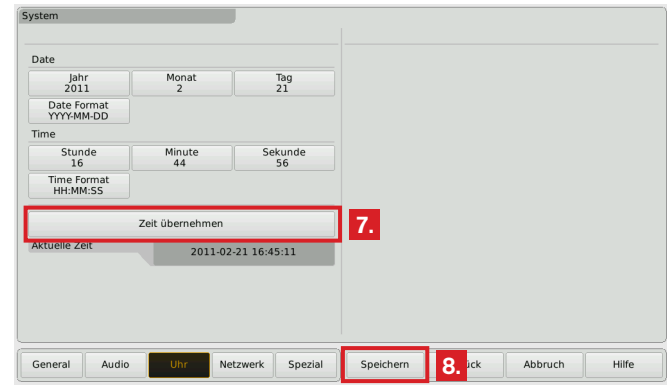 System
Date
Jahr Monat Tag
2011 2 21
Date Format
YYYY-MM-DD
Time
Stunde Minute Sekunde
16 44 56
Time Format
HH:MM:SS
Zeit übernehmen 7.
Aktuelle Zeit 2011-02-21 16:45:11
General Audio Uhr Netzwerk Spezial Speichern 8. Abbruch Hilfe